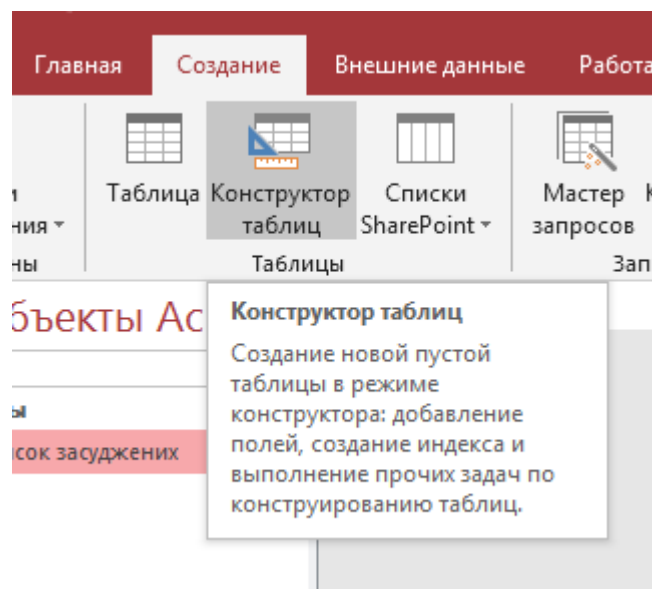 Главная Создание Внешние данные Работа
Таблица Конструктор таблиц Списки SharePoint Мастер запросов
Таблицы
Конструктор таблиц
Создание новой пустой
таблицы в режиме
конструктора: добавление
полей, создание индекса и
выполнение прочих задач по
конструированию таблиц.
бъекты Ac
сок засуджених